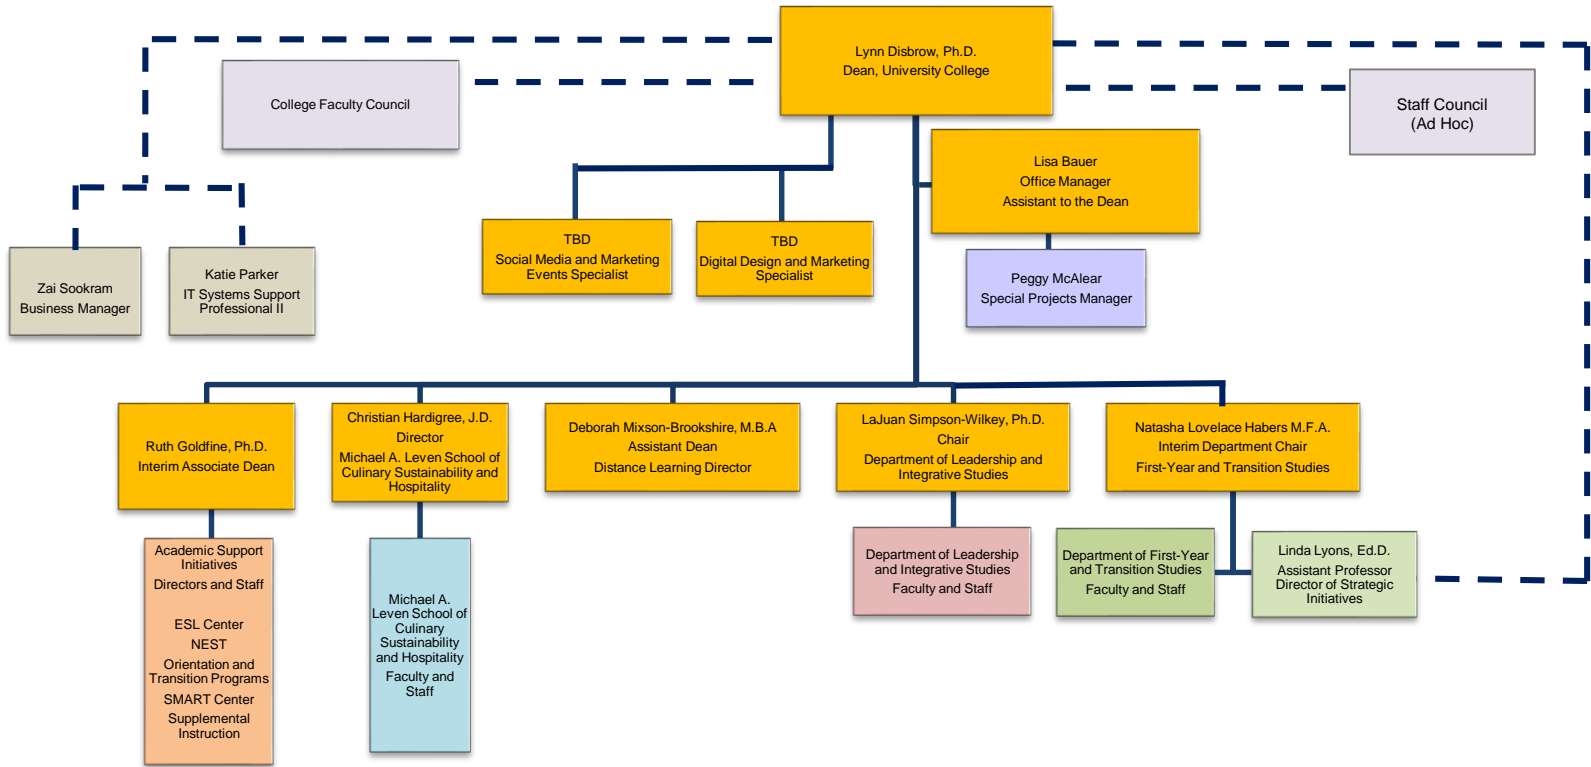 Lynn Disbrow, Ph.D.
Dean, University College
College Faculty Council
Staff Council
(Ad Hoc)
Lisa Bauer
Office Manager
Assistant to the Dean
TBD
Social Media and Marketing
Events Specialist
TBD
Digital Design and Marketing
Specialist
Peggy McAlear
Special Projects Manager
Zai Sookram
Business Manager
Katie Parker
IT Systems Support
Professional II
Ruth Goldfine, Ph.D.
Interim Associate Dean
Christian Hardigree, J.D.
Director
Michael A. Leven School of
Culinary Sustainability and
Hospitality
Deborah Mixson-Brookshire, M.B.A
Assistant Dean
Distance Learning Director
LaJuan Simpson-Wilkey, Ph.D.
Chair
Department of Leadership and
Integrative Studies
Natasha Lovelace Habers M.F.A.
Interim Department Chair
First-Year and Transition Studies
Academic Support
Initiatives
Directors and Staff
ESL Center
NEST
Orientation and
Transition Programs
SMART Center
Supplemental
Instruction
Michael A.
Leven School of
Culinary
Sustainability
and Hospitality
Faculty and
Staff
Department of Leadership
and Integrative Studies
Faculty and Staff
Department of First-Year
and Transition Studies
Faculty and Staff
Linda Lyons, Ed.D.
Assistant Professor
Director of Strategic
Initiatives